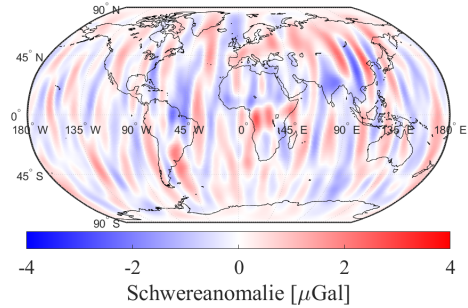 90° N
45° N
0°
180° W 135° W 90° W 45° W 0° 45° E 90° E 135° E 180° E
45° S
90° S
-4 -2 0 2 4
Schwereanomalie [μGal]